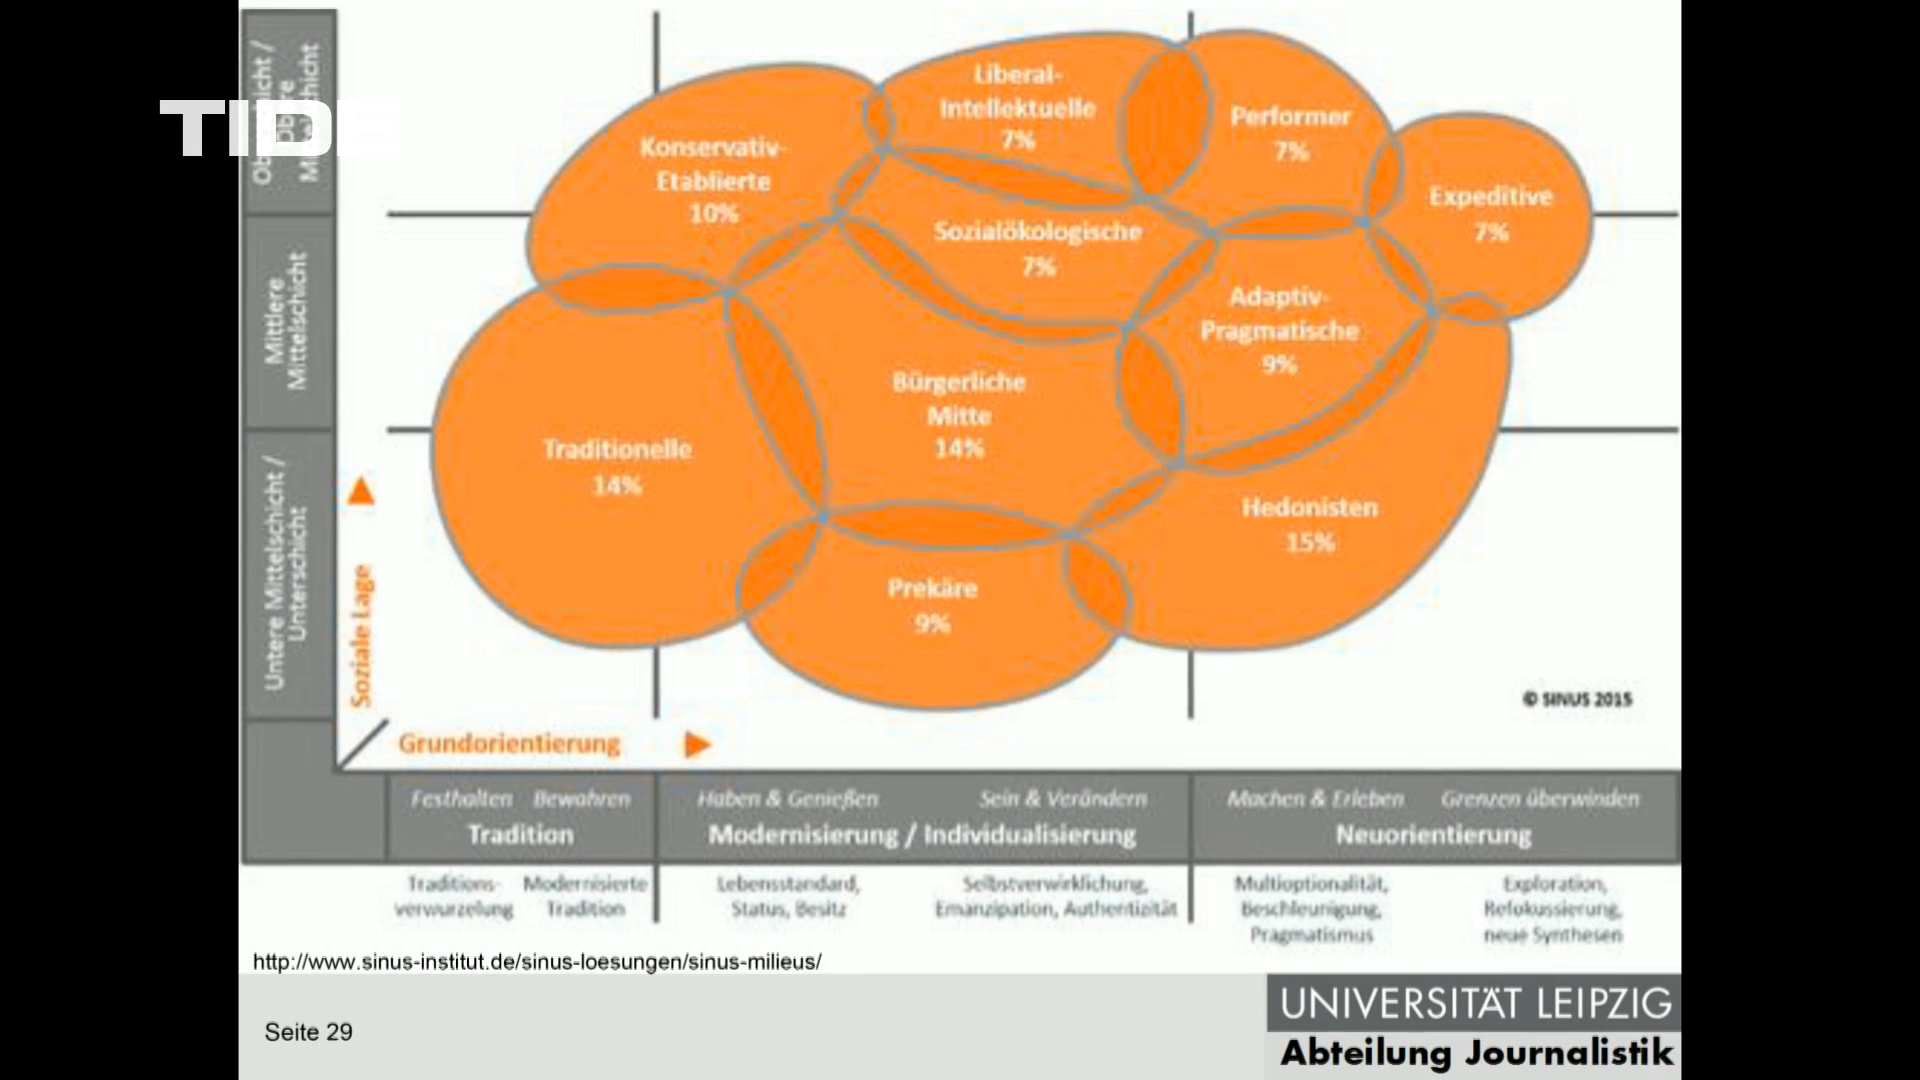 TIDE
Oberschicht /
Obere
Mittelschicht
Mittlere
Mittelschicht
Untere Mittelschicht /
Unterschicht
Soziale Lage
Konservativ-
Etablierte
10%
Liberal-
Intellektuelle
7%
Performer
7%
Expeditive
7%
Sozialökologische
7%
Adaptiv-
Pragmatische
9%
Bürgerliche
Mitte
14%
Traditionelle
14%
Hedonisten
15%
Prekäre
9%
© SINUS 2015
Grundorientierung
Festhalten Bewahren
Tradition
Haben & Genießen Sein & Verändern
Modernisierung / Individualisierung
Machen & Erleben Grenzen überwinden
Neuorientierung
Traditions-
verwurzelung
Modernisierte
Tradition
Lebensstandard,
Status, Besitz
Selbstverwirklichung,
Emanzipation, Authentizität
Multioptionalität,
Beschleunigung,
Pragmatismus
Exploration,
Refokussierung,
neue Synthesen
http://www.sinus-institut.de/sinus-loesungen/sinus-milieus/
Seite 29
UNIVERSITÄT LEIPZIG
Abteilung Journalistik